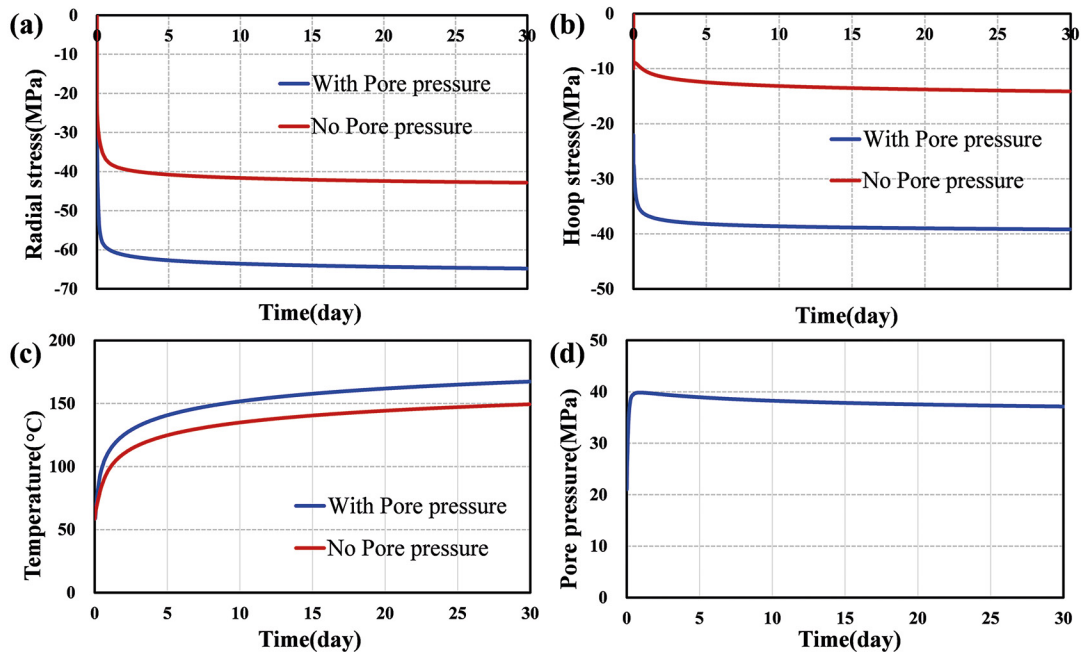 (a)
0
0 5 10 15 20 25 30
-10
-20
-30
-40
-50
-60
-70
Radial stress(MPa)
With Pore pressure
No Pore pressure
Time(day)
(b)
0
0 5 10 15 20 25 30
-10
-20
-30
-40
-50
Hoop stress(MPa)
With Pore pressure
No Pore pressure
Time(day)
(c)
200
150
100
50
0
Temperature(°C)
With Pore pressure
No Pore pressure
0 5 10 15 20 25 30
Time(day)
(d)
50
40
30
20
10
0
Pore pressure(MPa)
0 5 10 15 20 25 30
Time(day)